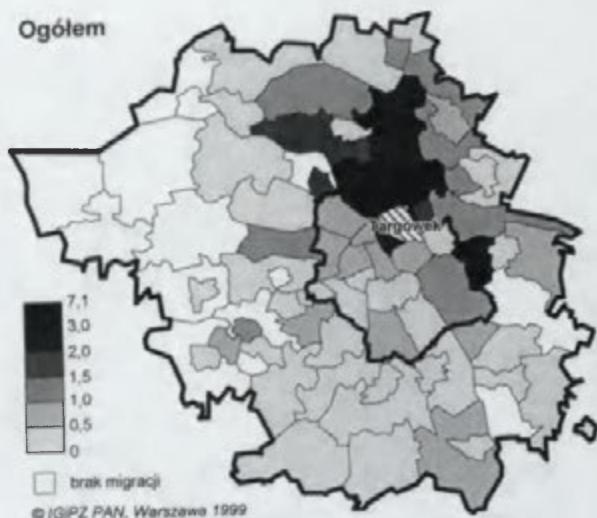 Ogółem
Targówek
7,1
3,0
2,0
1,5
1,0
0,5
0
brak migracji
© IGiPZ PAN, Warszawa 1999